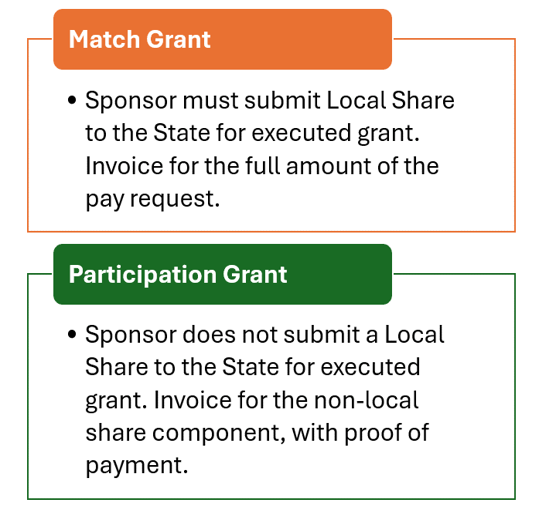 Match Grant
• Sponsor must submit Local Share
to the State for executed grant.
Invoice for the full amount of the
pay request.
Participation Grant
• Sponsor does not submit a Local
Share to the State for executed
grant. Invoice for the non-local
share component, with proof of
payment.